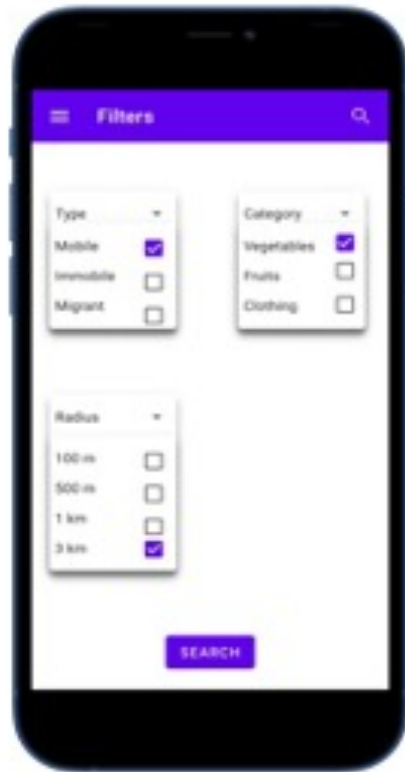 Filters
Type
Mobile
Immobile
Migrant
Category
Vegetables
Fruits
Clothing
Radius
100 m
500 m
1 km
3 km
SEARCH